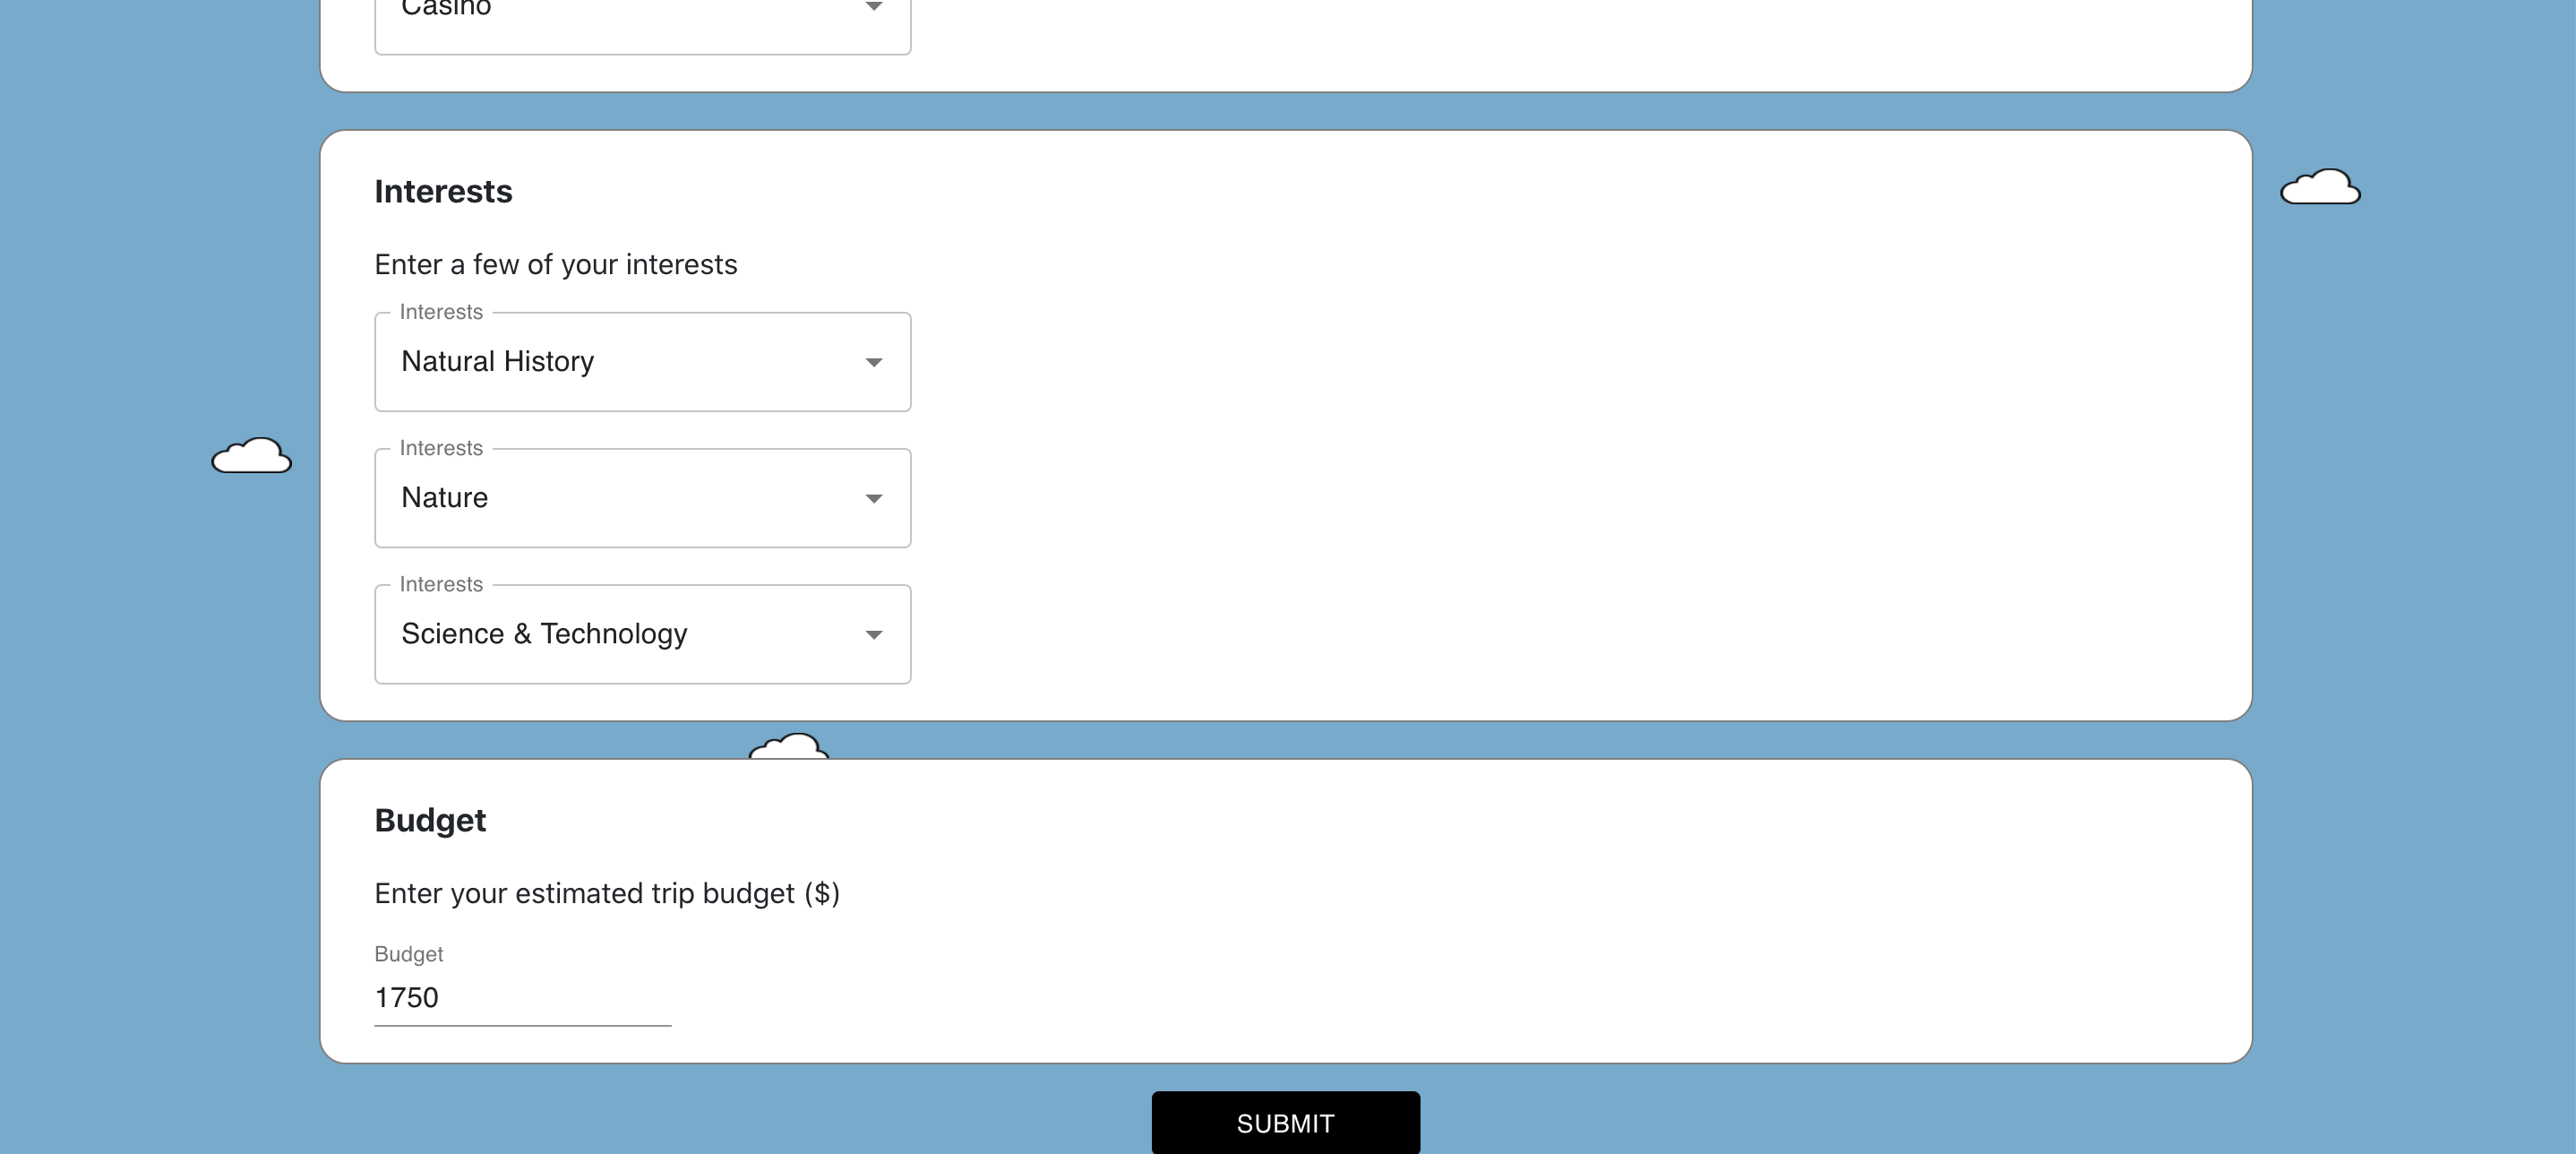 Casino
Interests
Enter a few of your interests
Interests
Natural History
Interests
Nature
Interests
Science & Technology
Budget
Enter your estimated trip budget ($)
Budget
1750
SUBMIT